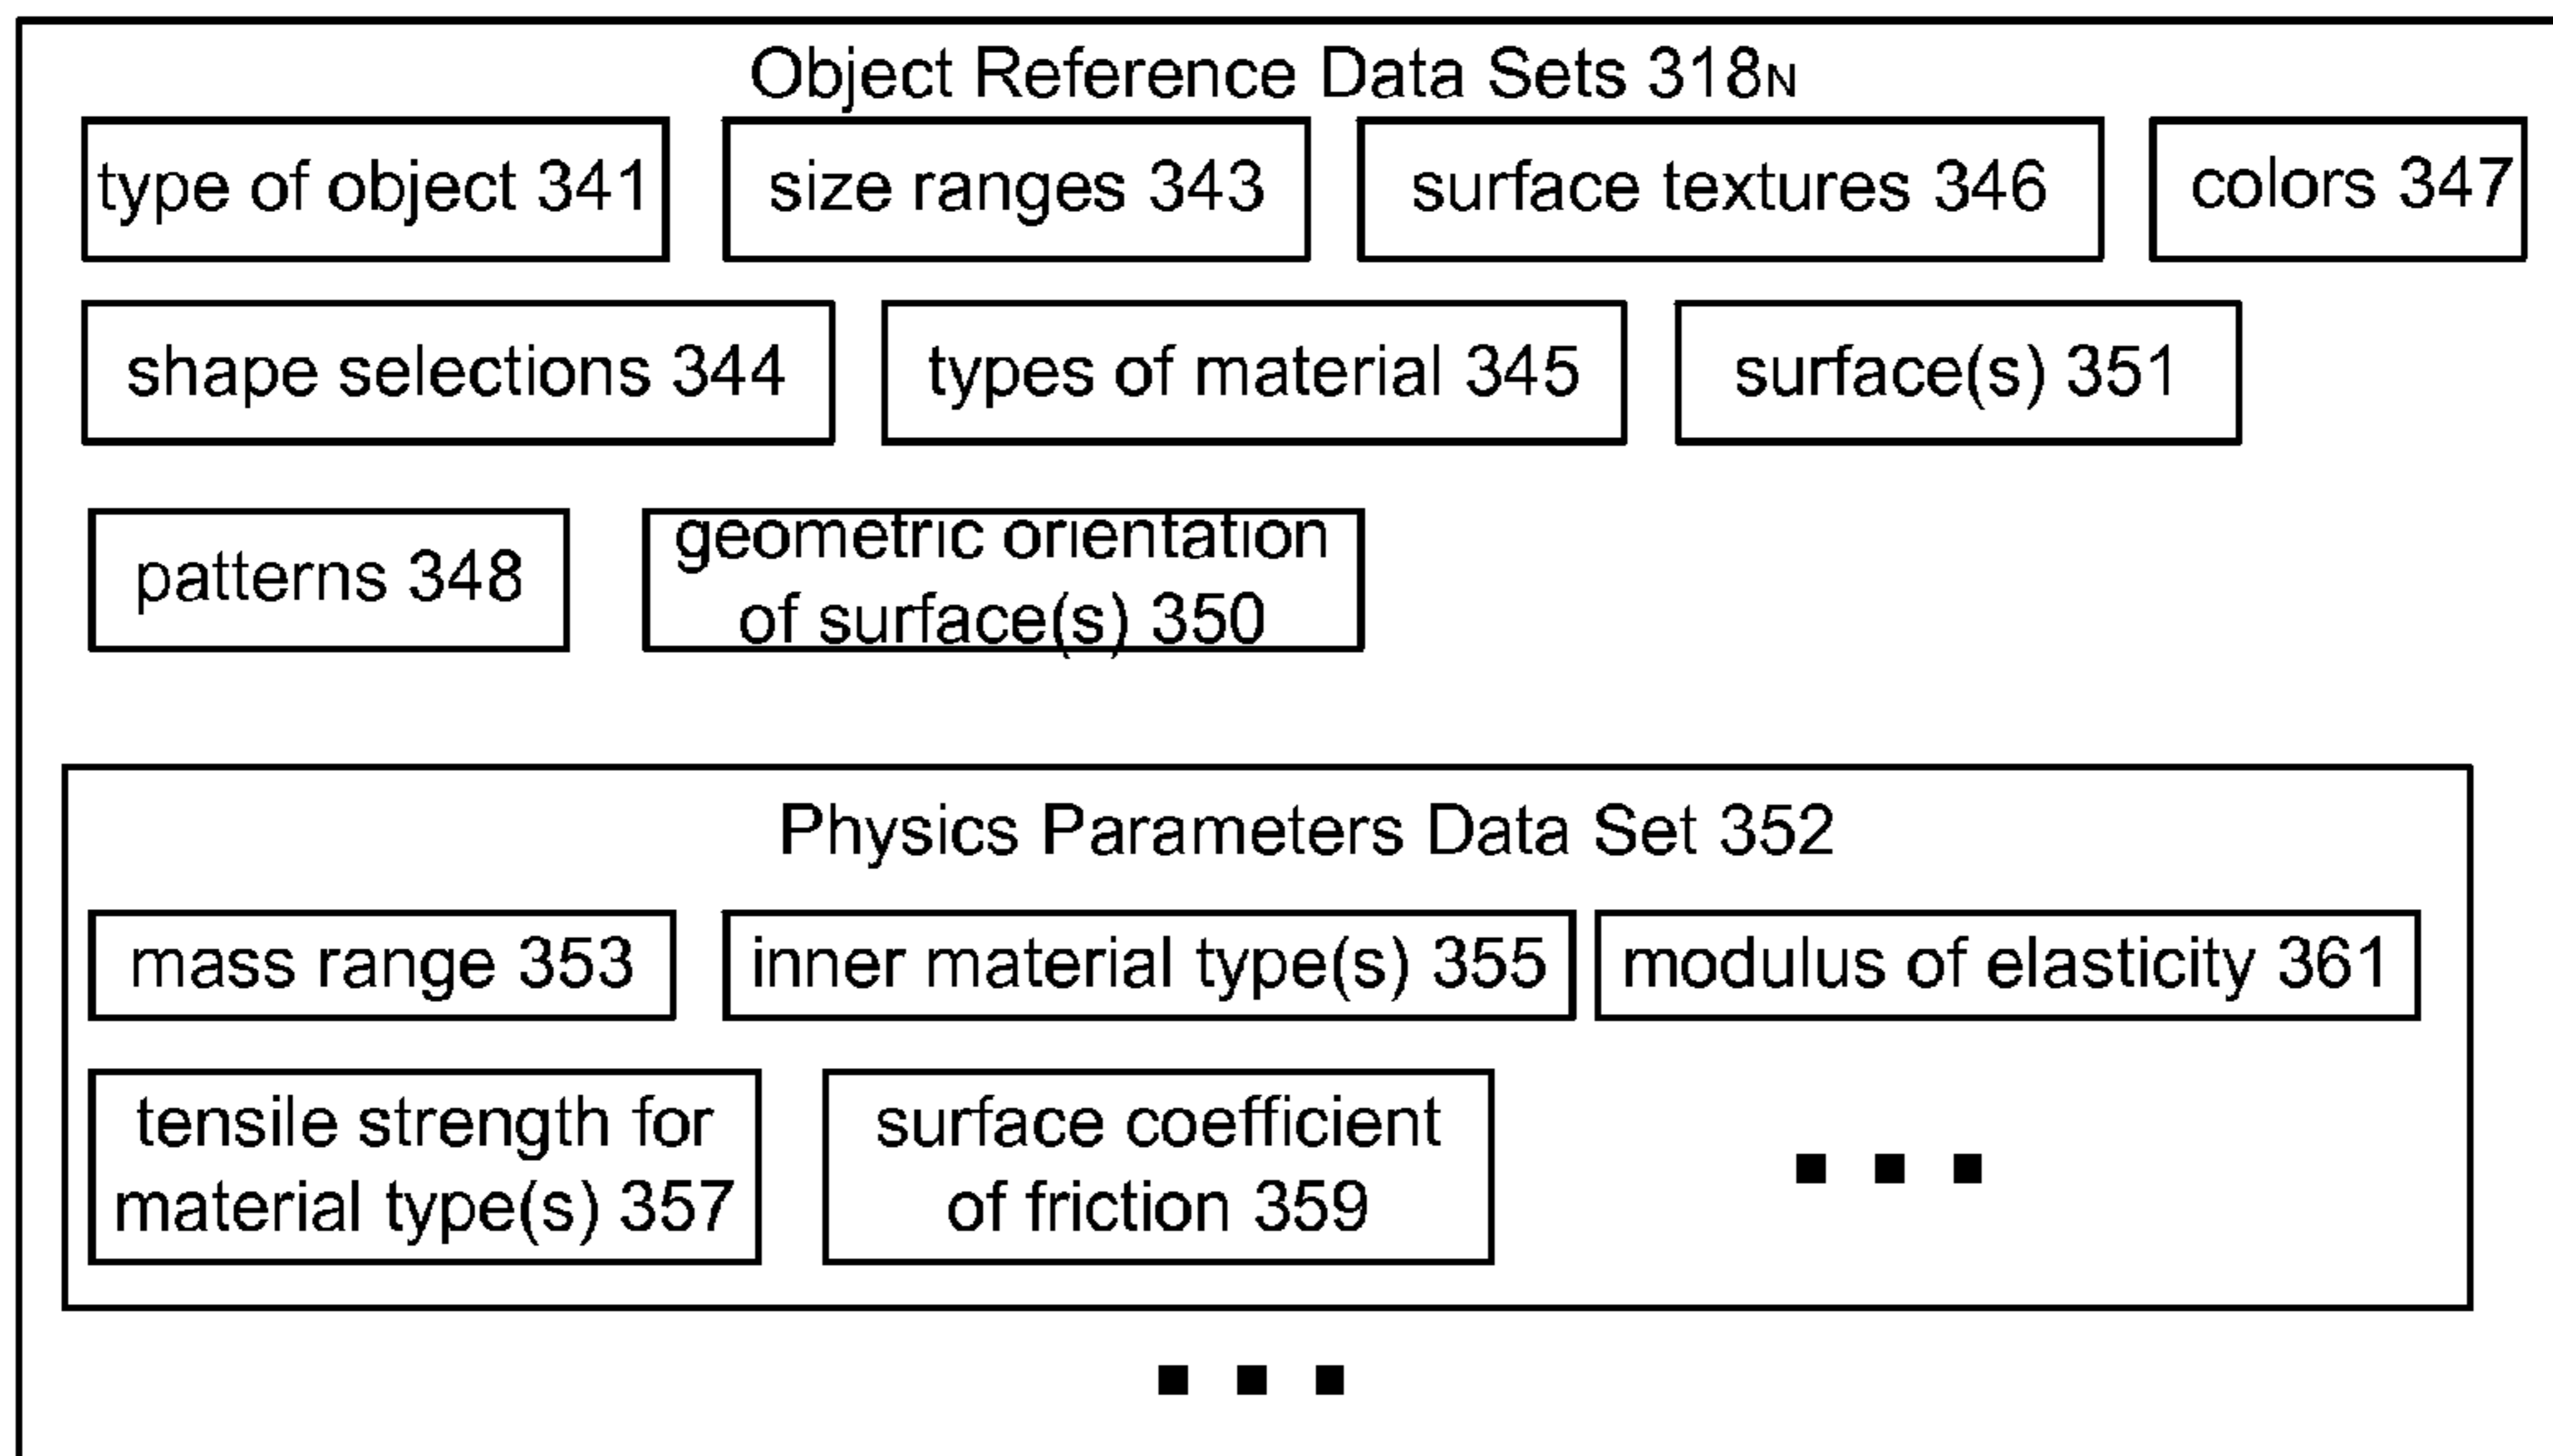 Object Reference Data Sets 318N
type of object 341
size ranges 343
surface textures 346
colors 347
shape selections 344
types of material 345
surface(s) 351
patterns 348
geometric orientation
of surface(s) 350
Physics Parameters Data Set 352
mass range 353
inner material type(s) 355
modulus of elasticity 361
tensile strength for
material type(s) 357
surface coefficient
of friction 359